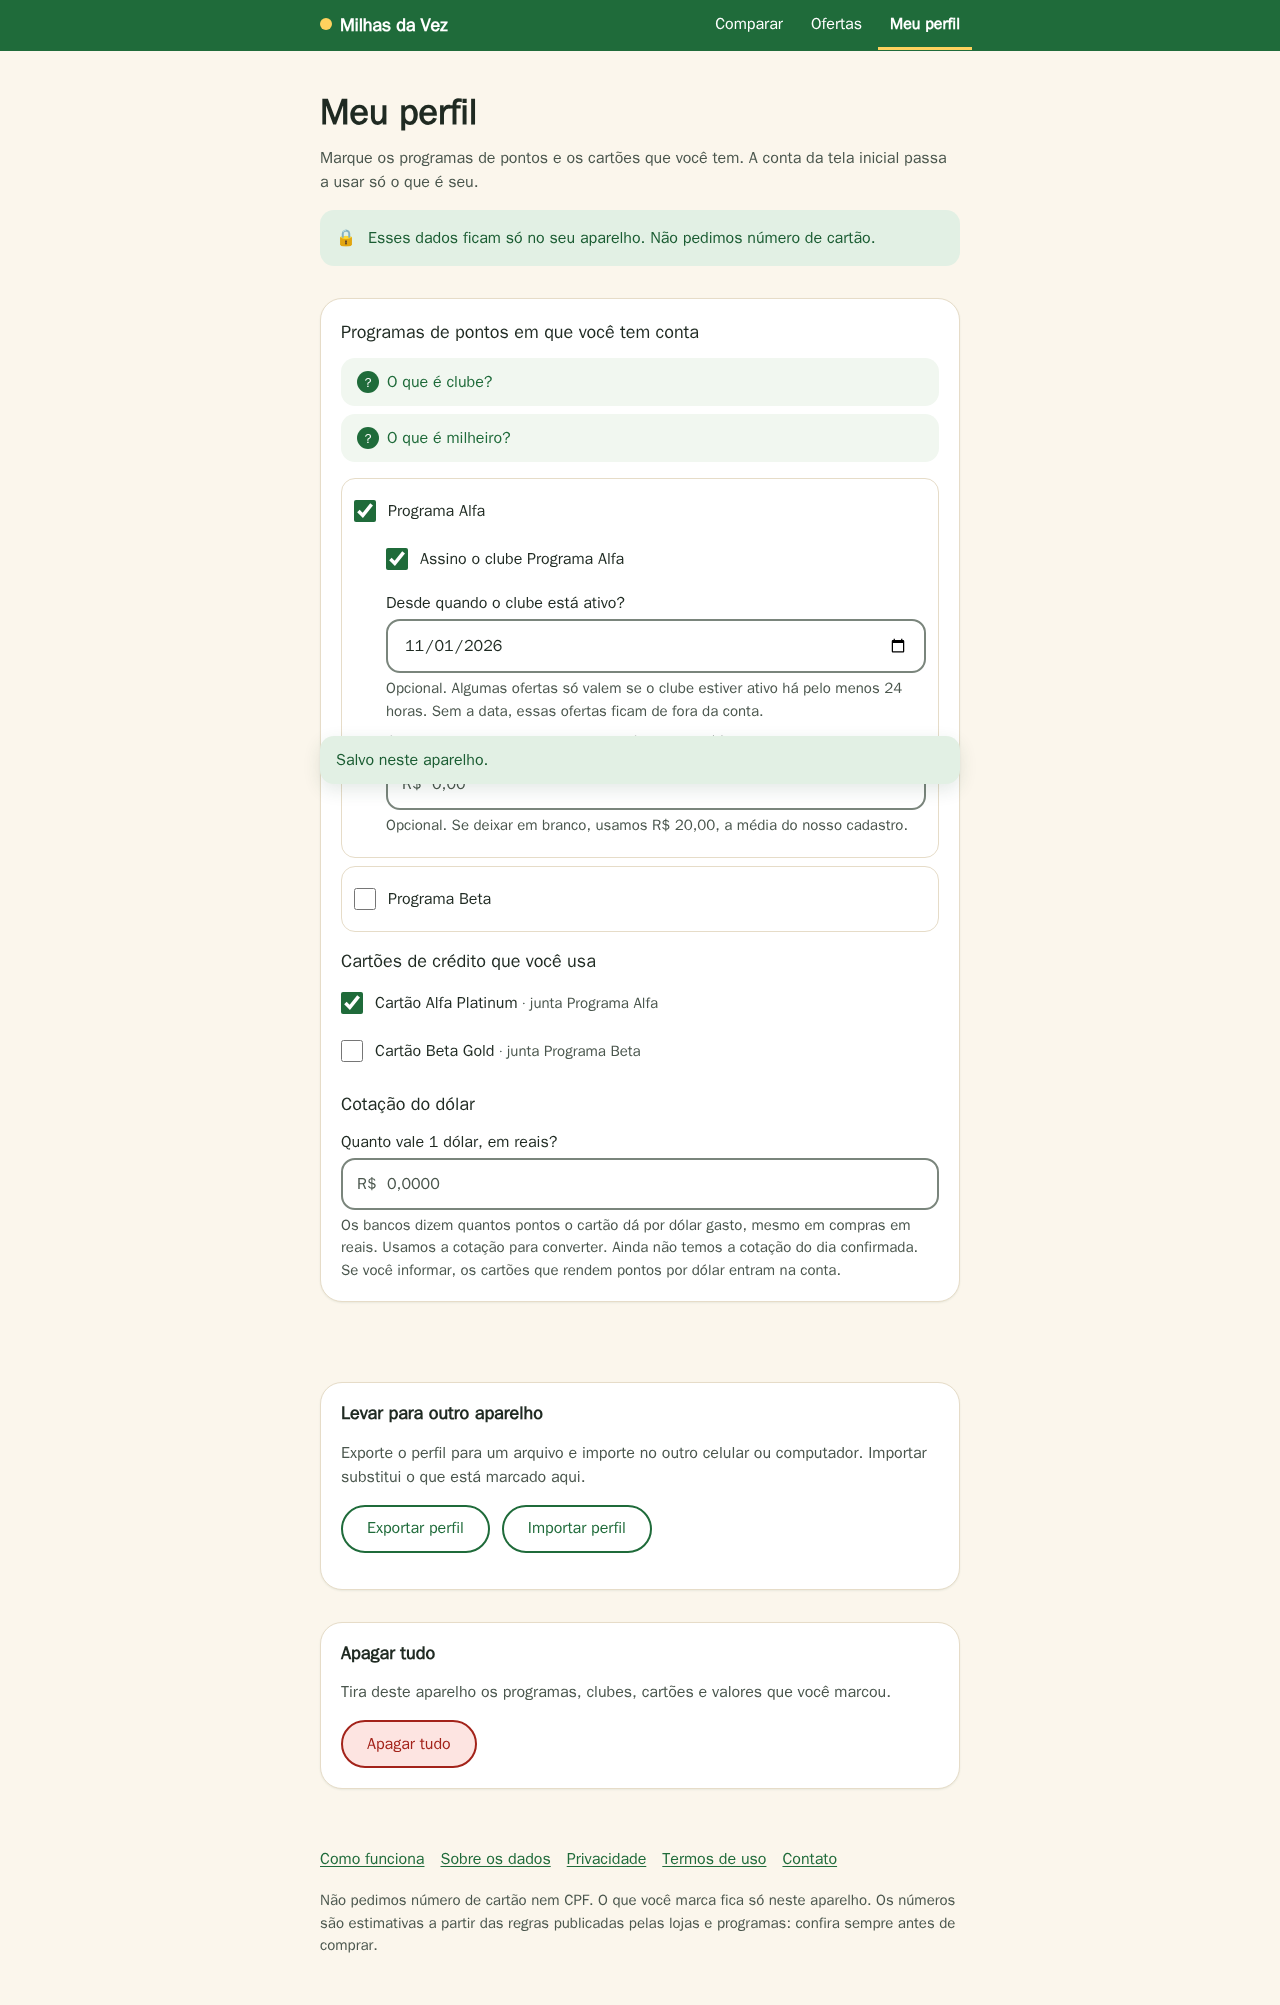 Milhas da Vez
Comparar
Ofertas
Meu perfil
Meu perfil
Marque os programas de pontos e os cartões que você tem. A conta da tela inicial passa
a usar só o que é seu.
Esses dados ficam só no seu aparelho. Não pedimos número de cartão.
Programas de pontos em que você tem conta
? O que é clube?
? O que é milheiro?
Programa Alfa
Assino o clube Programa Alfa
Desde quando o clube está ativo?
11/01/2026
Opcional. Algumas ofertas só valem se o clube estiver ativo há pelo menos 24
horas. Sem a data, essas ofertas ficam de fora da conta.
Salvo neste aparelho.
R$ 0,00
Opcional. Se deixar em branco, usamos R$ 20,00, a média do nosso cadastro.
Programa Beta
Cartões de crédito que você usa
Cartão Alfa Platinum · junta Programa Alfa
Cartão Beta Gold · junta Programa Beta
Cotação do dólar
Quanto vale 1 dólar, em reais?
R$ 0,0000
Os bancos dizem quantos pontos o cartão dá por dólar gasto, mesmo em compras em
reais. Usamos a cotação para converter. Ainda não temos a cotação do dia confirmada.
Se você informar, os cartões que rendem pontos por dólar entram na conta.
Levar para outro aparelho
Exporte o perfil para um arquivo e importe no outro celular ou computador. Importar
substitui o que está marcado aqui.
Exportar perfil
Importar perfil
Apagar tudo
Tira deste aparelho os programas, clubes, cartões e valores que você marcou.
Apagar tudo
Como funciona
Sobre os dados
Privacidade
Termos de uso
Contato
Não pedimos número de cartão nem CPF. O que você marca fica só neste aparelho. Os números
são estimativas a partir das regras publicadas pelas lojas e programas: confira sempre antes de
comprar.